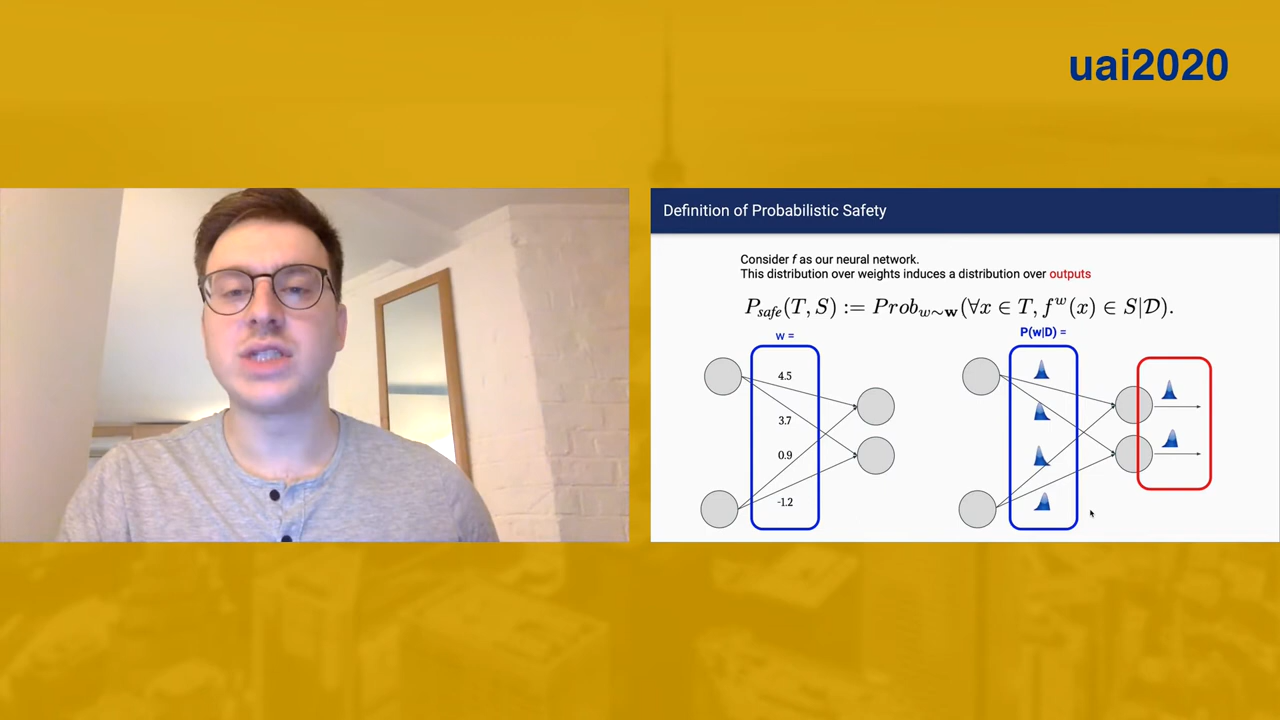 uai2020
Definition of Probabilistic Safety
Consider f as our neural network.
This distribution over weights induces a distribution over outputs
P_safe(T, S) := Prob_{w∼𝐰}(∀x ∈ T, f^w(x) ∈ S|𝒟).
w =
P(w|D) =
4.5
3.7
0.9
-1.2